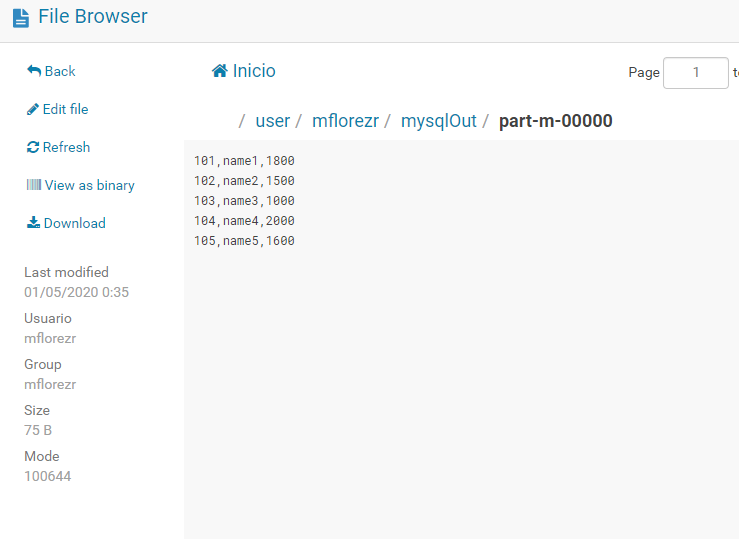 File Browser
Back
Edit file
Refresh
View as binary
Download
Last modified
01/05/2020 0:35
Usuario
mflorezr
Group
mflorezr
Size
75 B
Mode
100644
Inicio
Page 1
/ user / mflorezr / mysqlOut / part-m-00000
101,name1,1800
102,name2,1500
103,name3,1000
104,name4,2000
105,name5,1600